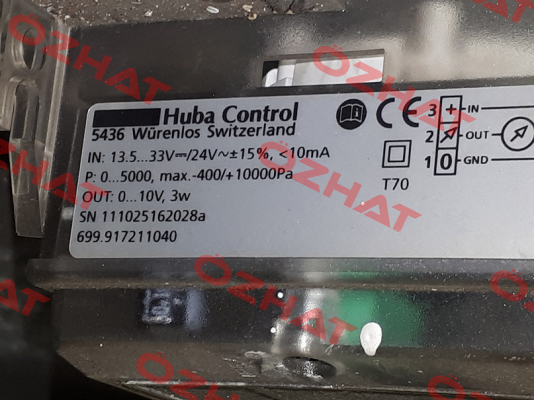 Huba Control
5436 Würenlos Switzerland
IN: 13.5...33V⎓/24V~±15%, <10mA
P: 0...5000, max.-400/+10000Pa
OUT: 0...10V, 3w
SN 111025162028a
699.917211040
CE
T70
3 + IN
2 OUT
1 0 GND
OZHAT
OZHAT
OZHAT
OZHAT
OZHAT
OZHAT
OZHAT